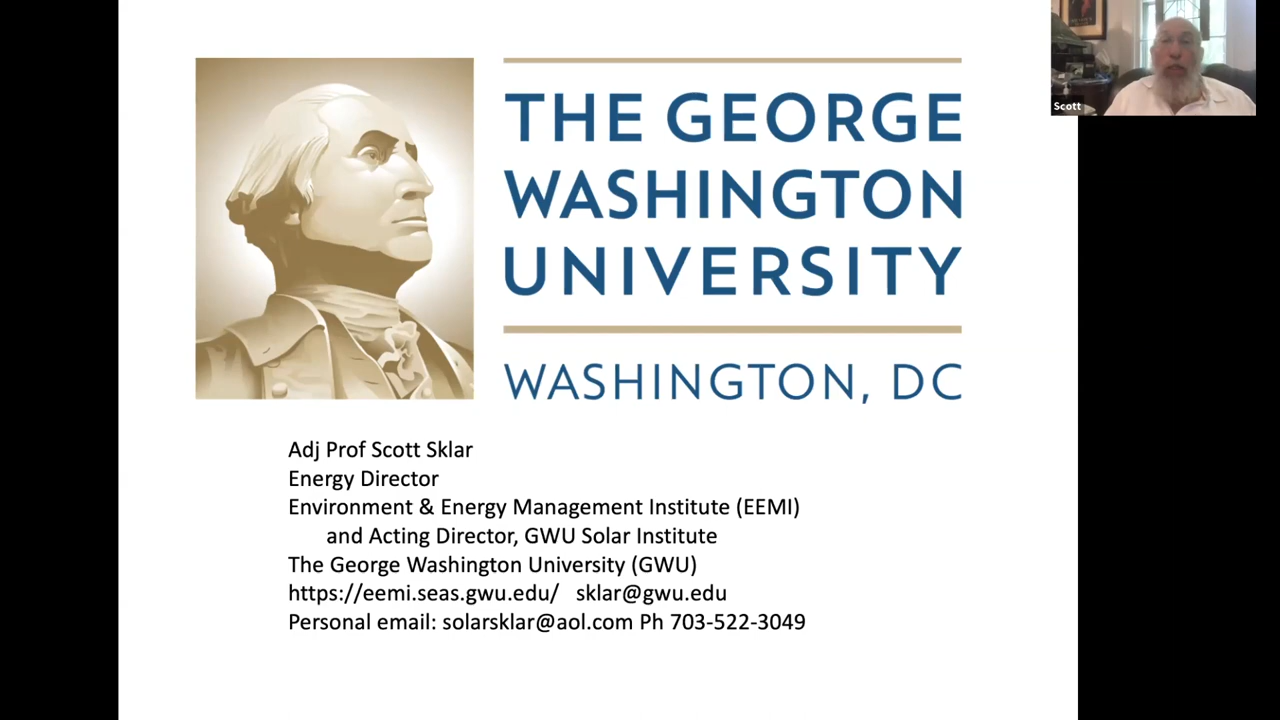 THE GEORGE
WASHINGTON
UNIVERSITY
WASHINGTON, DC
Scott
Adj Prof Scott Sklar
Energy Director
Environment & Energy Management Institute (EEMI)
and Acting Director, GWU Solar Institute
The George Washington University (GWU)
https://eemi.seas.gwu.edu/ sklar@gwu.edu
Personal email: solarsklar@aol.com Ph 703-522-3049